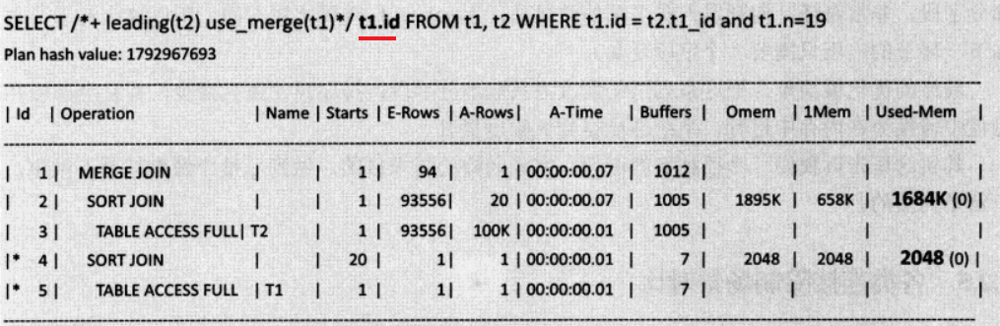 SELECT /*+ leading(t2) use_merge(t1)*/ t1.id FROM t1, t2 WHERE t1.id = t2.t1_id and t1.n=19
Plan hash value: 1792967693
| Id | Operation | Name | Starts | E-Rows | A-Rows| A-Time | Buffers | Omem | 1Mem | Used-Mem |
| 1 | MERGE JOIN | | 1 | 94 | 1 | 00:00:00.07 | 1012 | | | |
| 2 | SORT JOIN | | 1 | 93556| 20 | 00:00:00.07 | 1005 | 1895K | 658K | 1684K (0) |
| 3 | TABLE ACCESS FULL| T2 | 1 | 93556| 100K | 00:00:00.01 | 1005 | | | |
|* 4 | SORT JOIN | | 20 | 1| 1 | 00:00:00.01 | 7 | 2048 | 2048 | 2048 (0) |
|* 5 | TABLE ACCESS FULL | T1 | 1 | 1| 1 | 00:00:00.01 | 7 | | | |